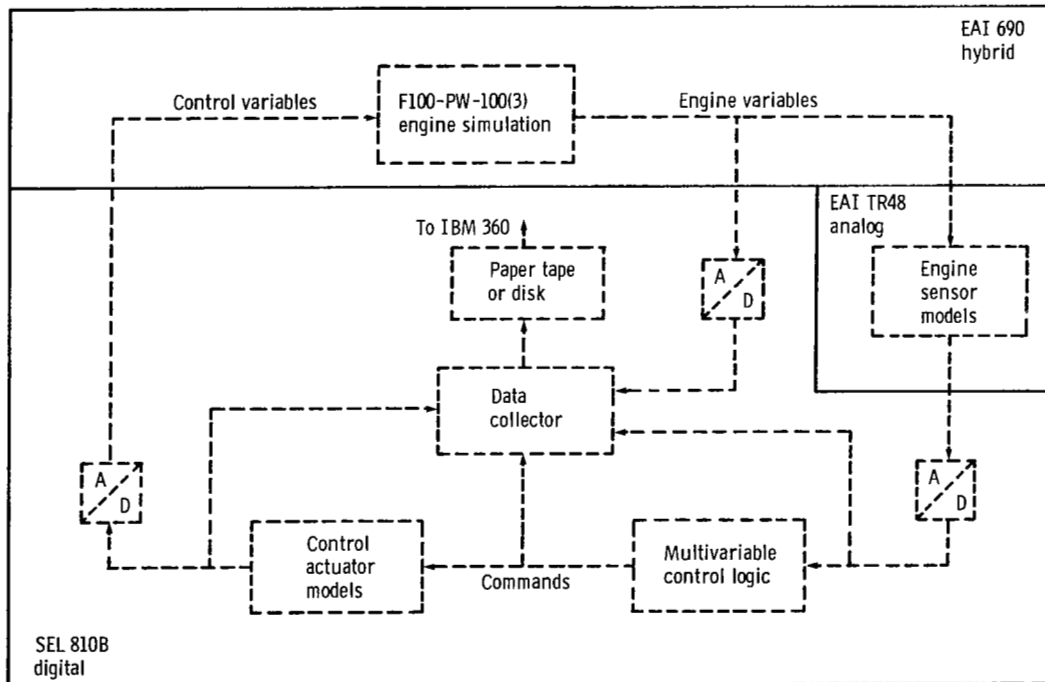 EAI 690
hybrid
Control variables
F100-PW-100(3)
engine simulation
Engine variables
EAI TR48
analog
To IBM 360
Paper tape
or disk
A
D
Engine
sensor
models
Data
collector
A
D
A
D
Control
actuator
models
Commands
Multivariable
control logic
SEL 810B
digital